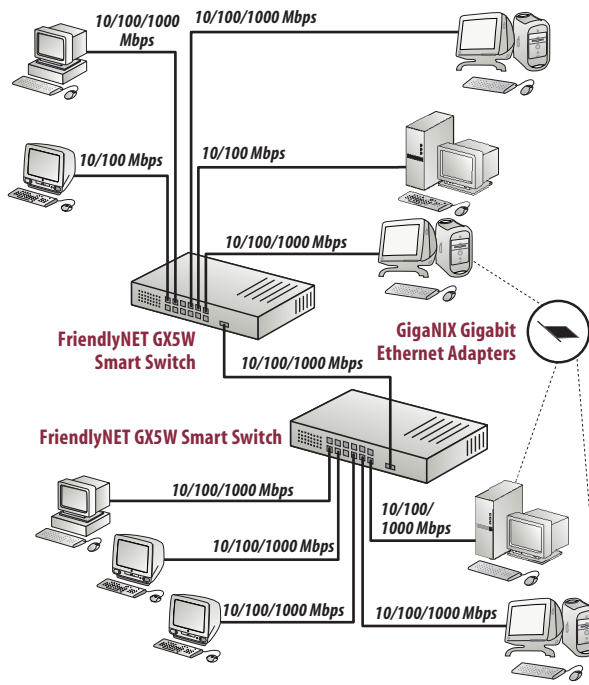 10/100/1000
Mbps
10/100/1000 Mbps
10/100 Mbps
10/100 Mbps
10/100/1000 Mbps
FriendlyNET GX5W
Smart Switch
GigaNIX Gigabit
Ethernet Adapters
10/100/1000 Mbps
FriendlyNET GX5W Smart Switch
10/100/1000 Mbps
10/100/
1000 Mbps
10/100/1000 Mbps
10/100/1000 Mbps
10/100/1000 Mbps